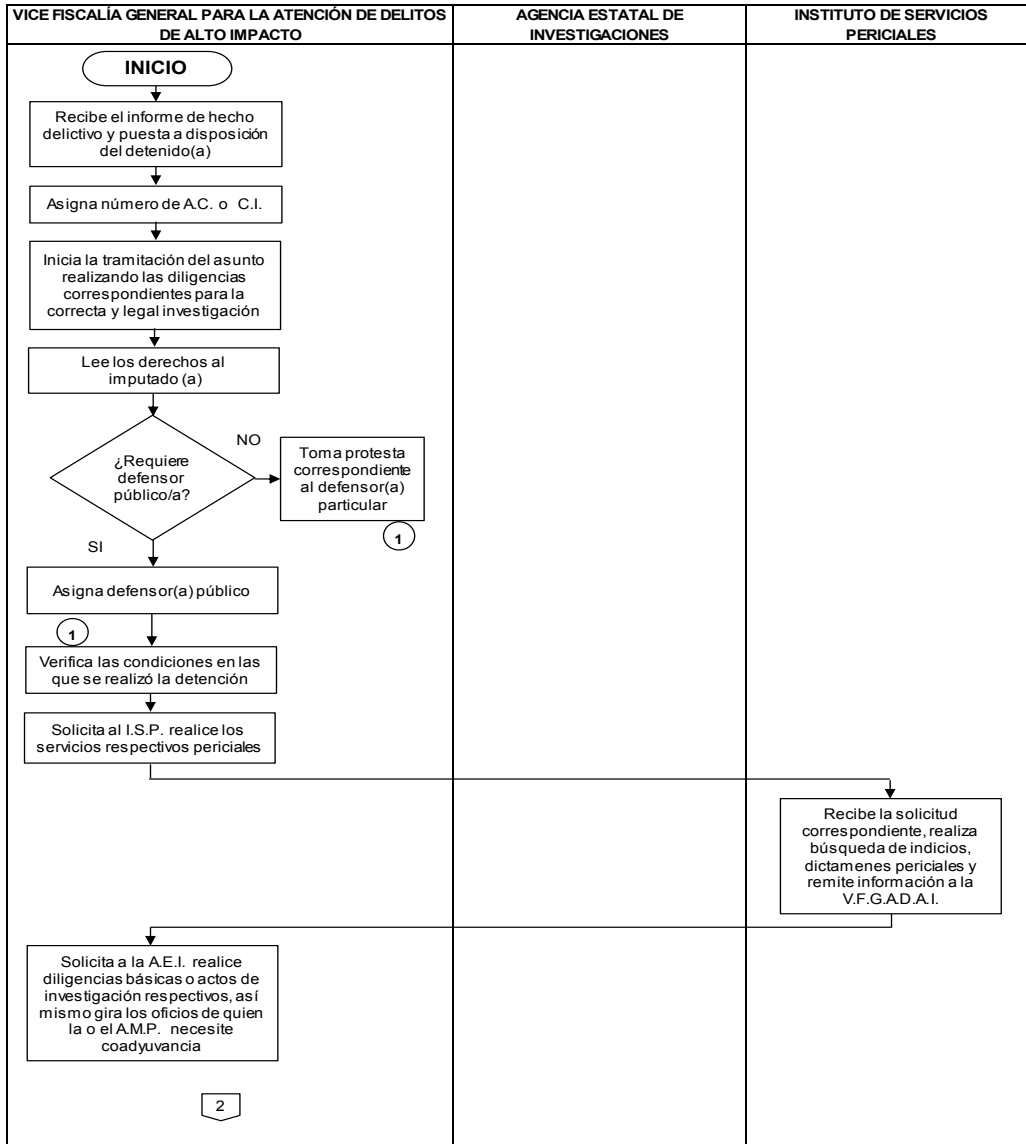 VICE FISCALÍA GENERAL PARA LA ATENCIÓN DE DELITOS
DE ALTO IMPACTO
AGENCIA ESTATAL DE
INVESTIGACIONES
INSTITUTO DE SERVICIOS
PERICIALES
INICIO
Recibe el informe de hecho
delictivo y puesta a disposición
del detenido(a)
Asigna número de A.C. o C.I.
Inicia la tramitación del asunto
realizando las diligencias
correspondientes para la
correcta y legal investigación
Lee los derechos al
imputado (a)
¿Requiere
defensor
público/a?
NO
Toma protesta
correspondiente
al defensor(a)
particular
1
SI
Asigna defensor(a) público
1
Verifica las condiciones en las
que se realizó la detención
Solicita al I.S.P. realice los
servicios respectivos periciales
Recibe la solicitud
correspondiente, realiza
búsqueda de indicios,
dictamenes periciales y
remite información a la
V.F.G.A.D.A.I.
Solicita a la A.E.I. realice
diligencias básicas o actos de
investigación respectivos, así
mismo gira los oficios de quien
la o el A.M.P. necesite
coadyuvancia
2